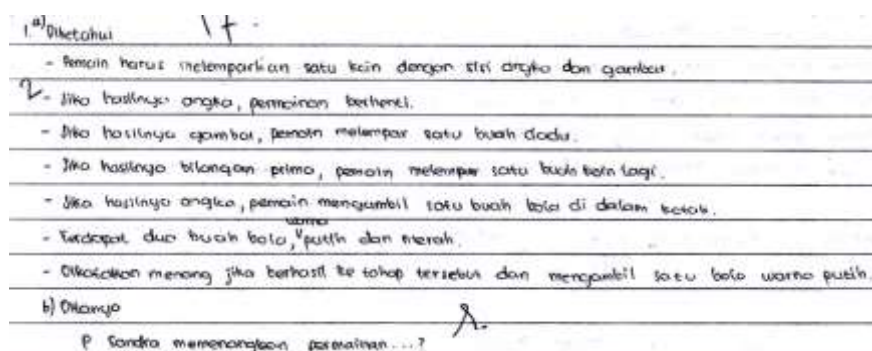 1. a) Diketahui
- Pemain harus melemparkan satu koin dengan sisi angka dan gambar.
- Jika hasilnya angka, permainan berhenti.
- Jika hasilnya gambar, pemain melempar satu buah dadu.
- Jika hasilnya bilangan prima, pemain melempar satu buah koin lagi.
- Jika hasilnya angka, pemain mengambil satu buah bola di dalam kotak.
- Terdapat dua buah bola, warna putih dan merah.
- Dikatakan menang jika berhasil ke tahap tersebut dan mengambil satu bola warna putih.
b) Ditanya
P Sandra memenangkan permainan...?